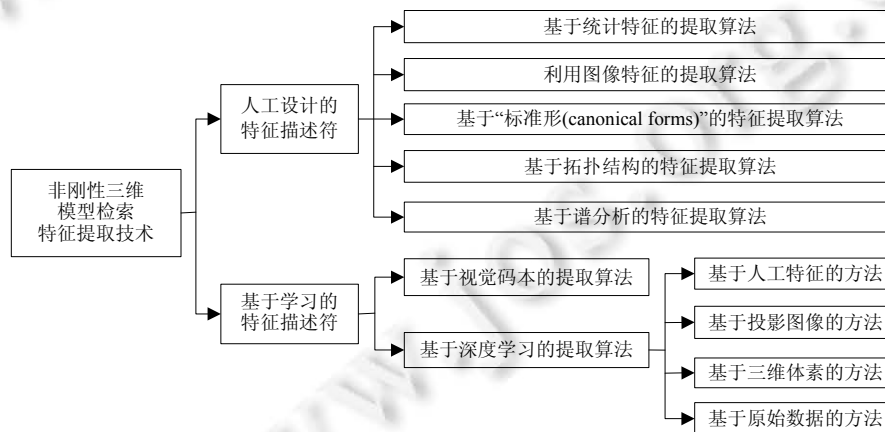 非刚性三维
模型检索
特征提取技术
人工设计的
特征描述符
基于统计特征的提取算法
利用图像特征的提取算法
基于“标准形(canonical forms)”的特征提取算法
基于拓扑结构的特征提取算法
基于谱分析的特征提取算法
基于学习的
特征描述符
基于视觉码本的提取算法
基于深度学习的提取算法
基于人工特征的方法
基于投影图像的方法
基于三维体素的方法
基于原始数据的方法
www.jos.org.